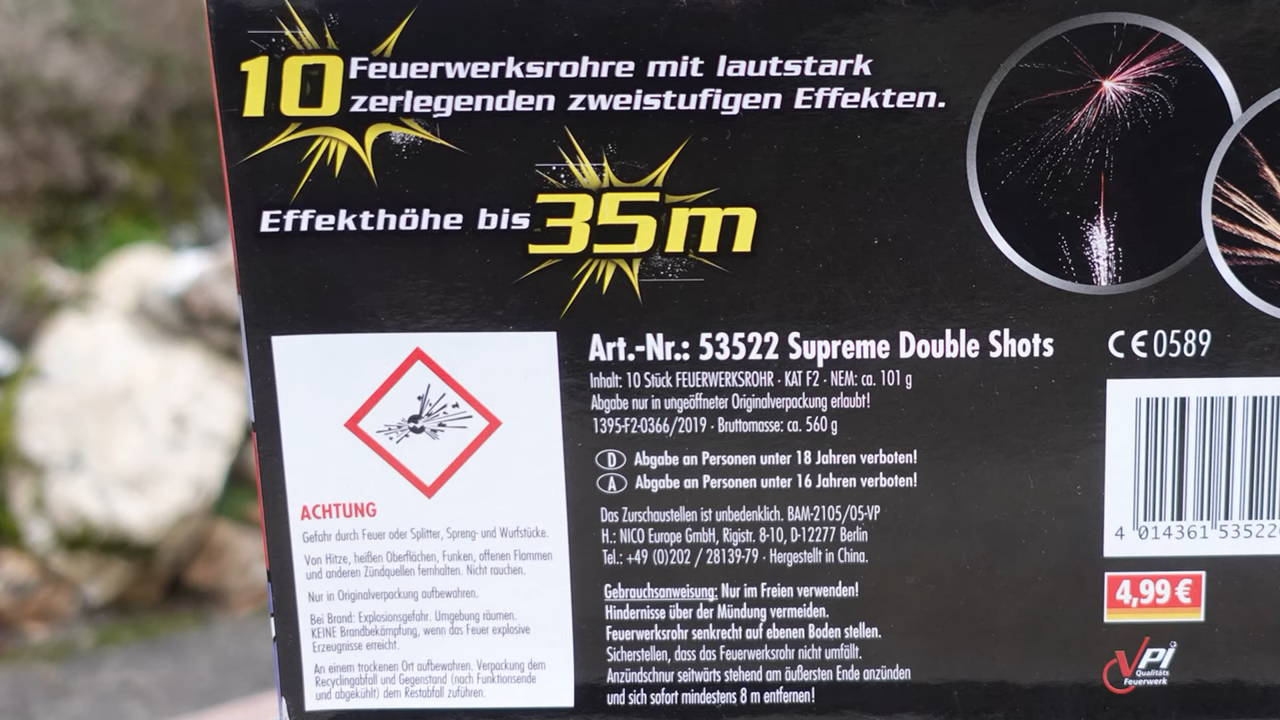 10 Feuerwerksrohre mit lautstark
zerlegenden zweistufigen Effekten.
Effekthöhe bis 35m
ACHTUNG
Gefahr durch Feuer oder Splitter, Spreng- und Wurfstücke.
Von Hitze, heißen Oberflächen, Funken, offenen Flammen
und anderen Zündquellen fernhalten. Nicht rauchen.
Nur in Originalverpackung aufbewahren.
Bei Brand: Explosionsgefahr. Umgebung räumen.
KEINE Brandbekämpfung, wenn das Feuer explosive
Erzeugnisse erreicht.
An einem trockenen Ort aufbewahren. Verpackung dem
Recyclingabfall und Gegenstand (nach Funktionsende
und abgekühlt) dem Restabfall zuführen.
Art.-Nr.: 53522 Supreme Double Shots
Inhalt: 10 Stück FEUERWERKSROHR · KAT F2 · NEM: ca. 101 g
Abgabe nur in ungeöffneter Originalverpackung erlaubt!
1395-F2-0366/2019 · Bruttomasse: ca. 560 g
D Abgabe an Personen unter 18 Jahren verboten!
A Abgabe an Personen unter 16 Jahren verboten!
Das Zurschaustellen ist unbedenklich. BAM-2105/05-VP
H.: NICO Europe GmbH, Rigistr. 8-10, D-12277 Berlin
Tel.: +49 (0)202 / 28139-79 · Hergestellt in China.
Gebrauchsanweisung: Nur im Freien verwenden!
Hindernisse über der Mündung vermeiden.
Feuerwerksrohr senkrecht auf ebenen Boden stellen.
Sicherstellen, dass das Feuerwerksrohr nicht umfällt.
Anzündschnur seitwärts stehend am äußersten Ende anzünden
und sich sofort mindestens 8 m entfernen!
CE 0589
4 014361 53522
4,99 €
VPi
Qualitäts
Feuerwerk